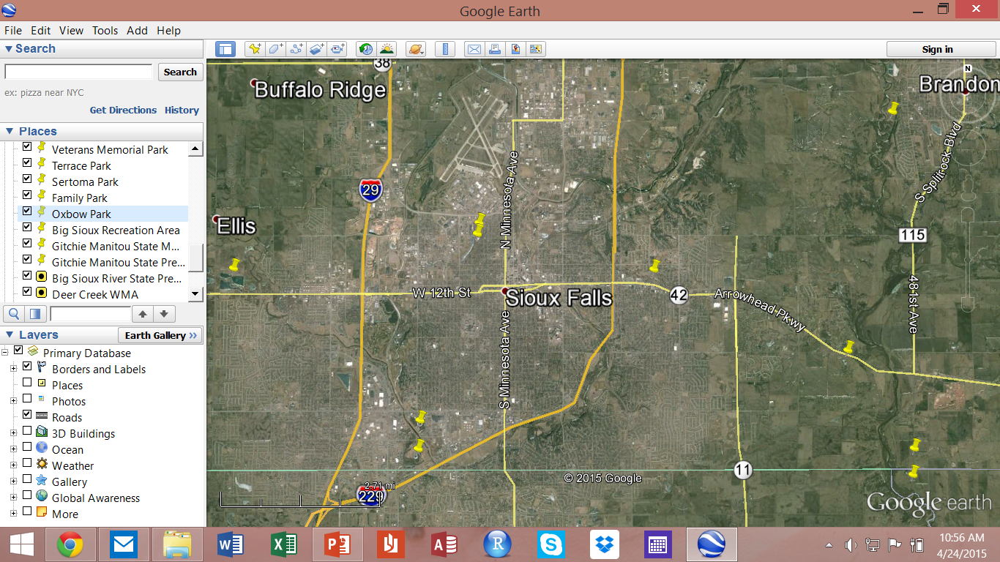 Google Earth
File Edit View Tools Add Help
Search
Search
ex: pizza near NYC
Get Directions History
Places
Veterans Memorial Park
Terrace Park
Sertoma Park
Family Park
Oxbow Park
Big Sioux Recreation Area
Gitchie Manitou State M...
Gitchie Manitou State Pre...
Big Sioux River State Pre...
Deer Creek WMA
Layers
Earth Gallery »
Primary Database
Borders and Labels
Places
Photos
Roads
3D Buildings
Ocean
Weather
Gallery
Global Awareness
More
Sign in
38
N
Buffalo Ridge
Brandon
S Splitrock Blvd
N Minnesota Ave
29
Ellis
115
W 12th St
Sioux Falls
42
Arrowhead Pkwy
481st Ave
S Minnesota Ave
11
© 2015 Google
2.71 mi
229
Google earth
10:56 AM
4/24/2015